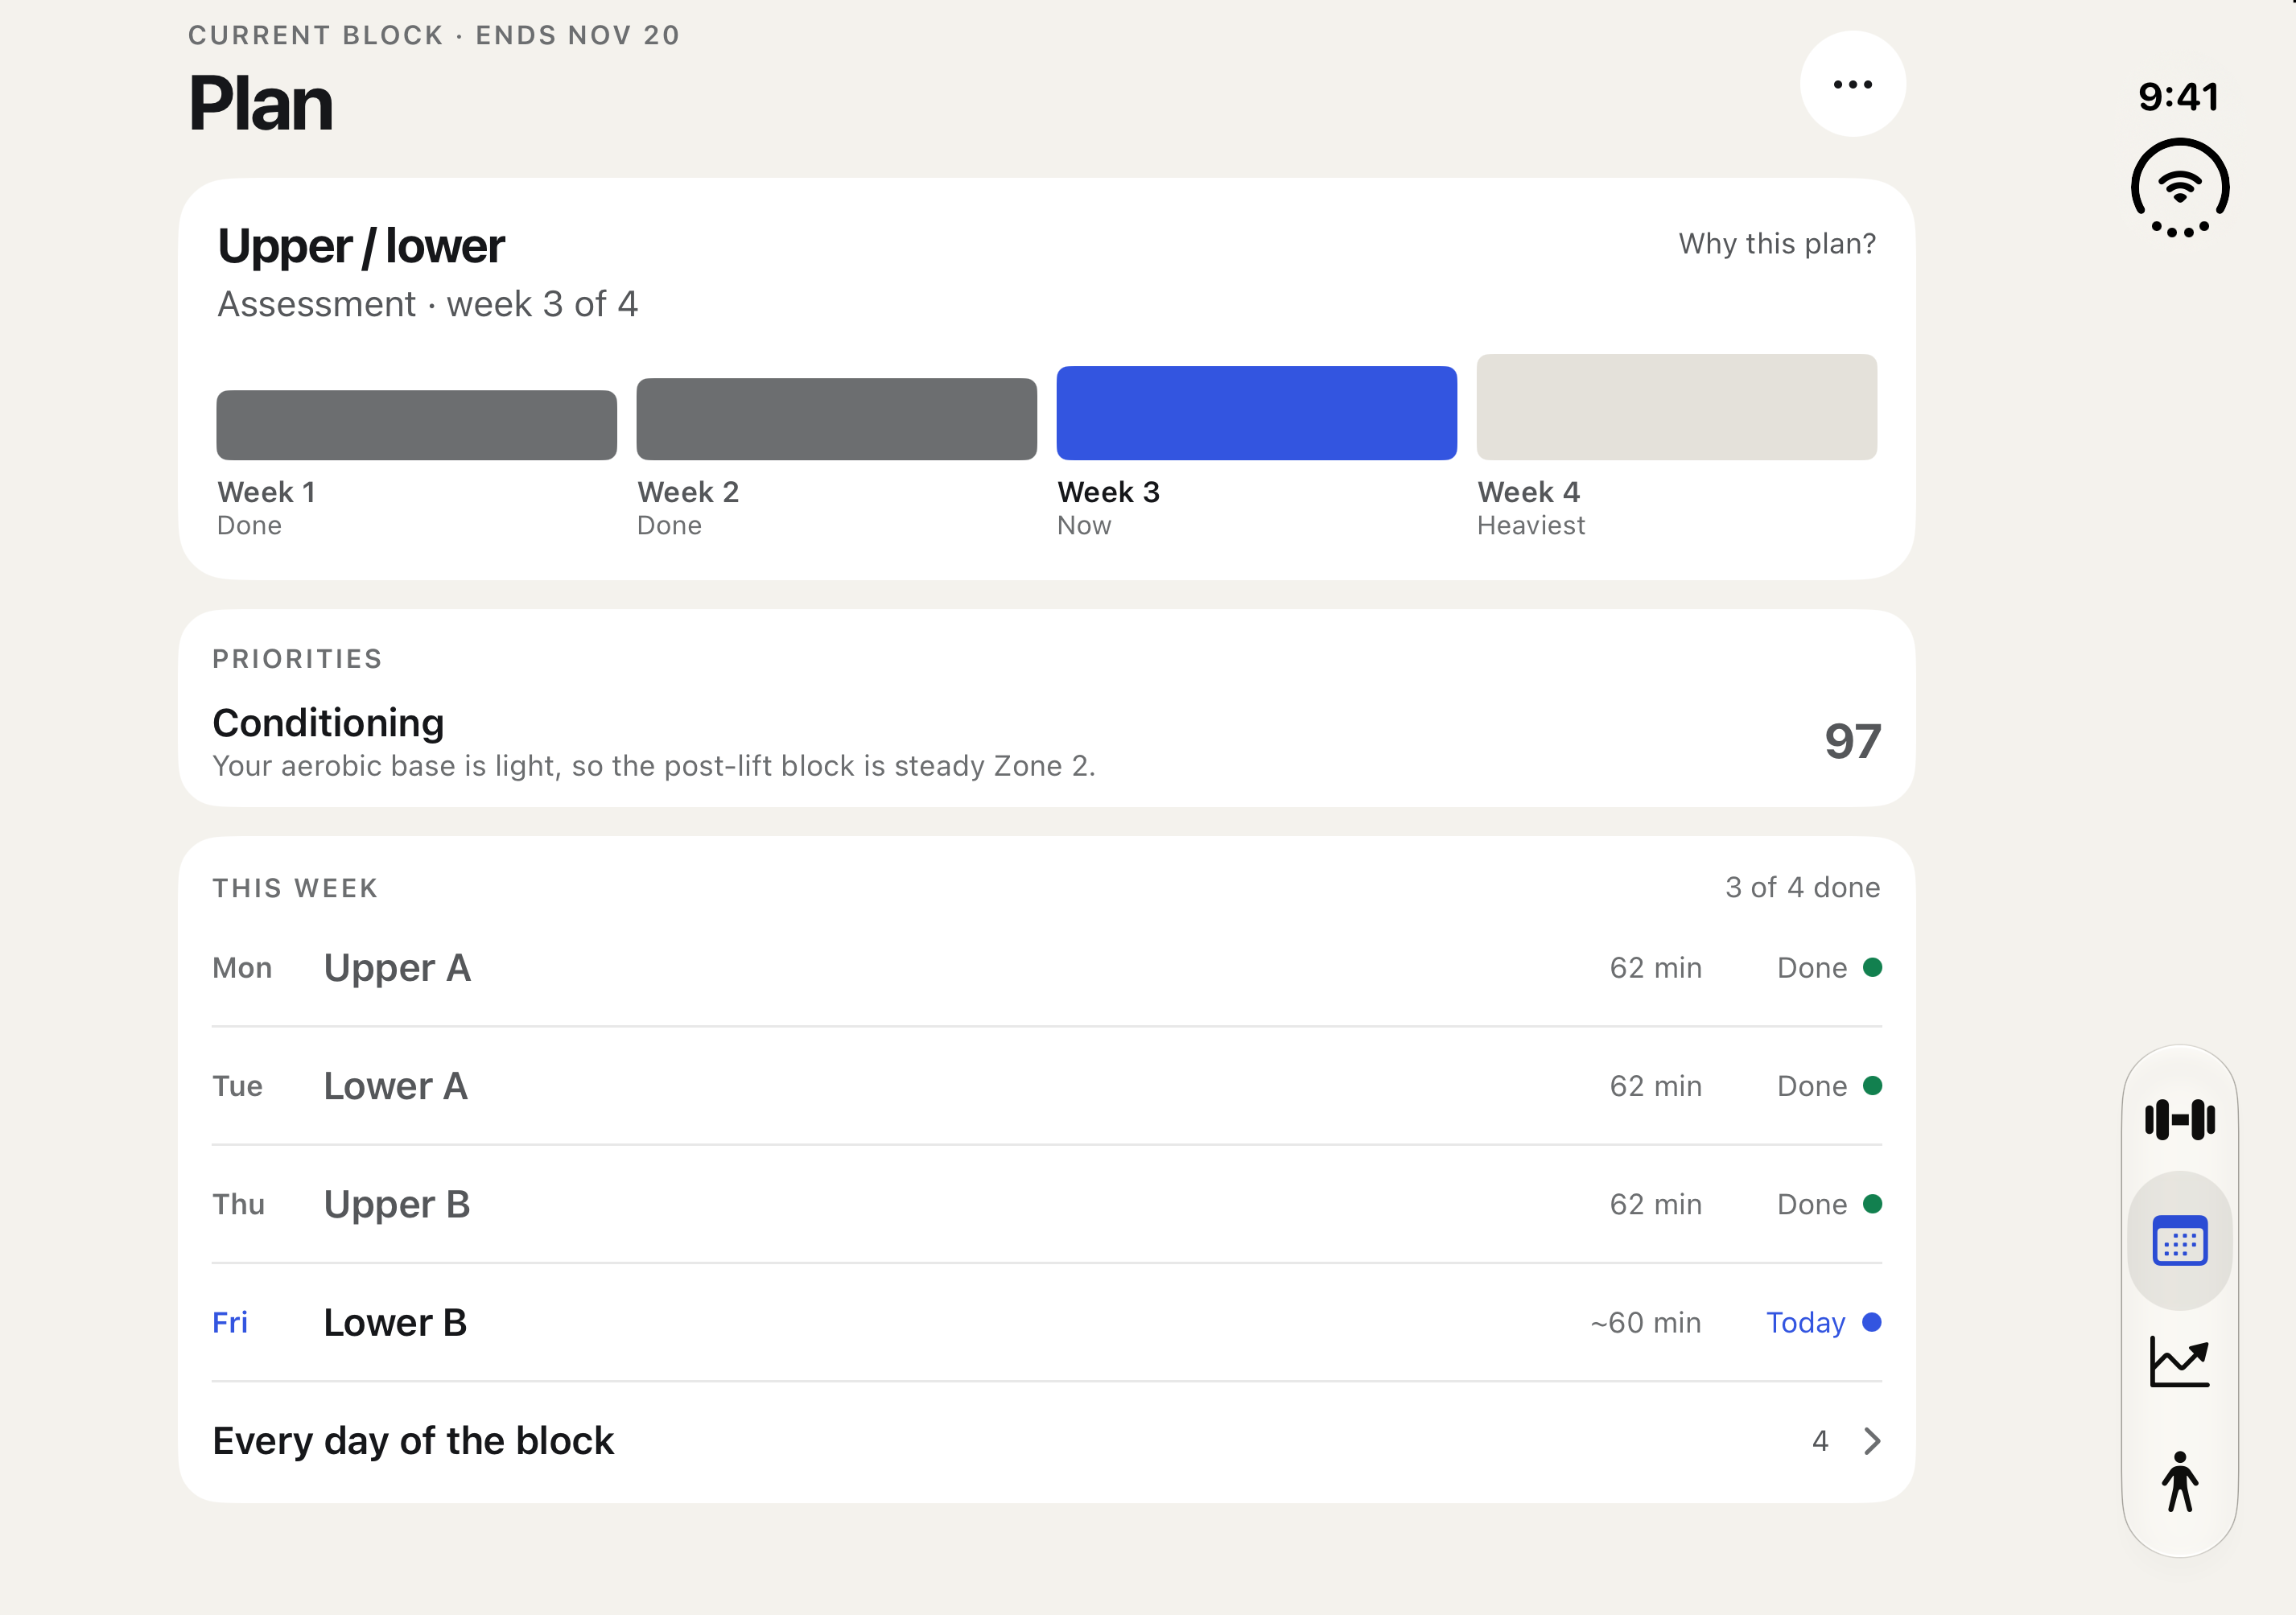 CURRENT BLOCK · ENDS NOV 20
Plan
9:41
Upper / lower
Why this plan?
Assessment · week 3 of 4
Week 1
Done
Week 2
Done
Week 3
Now
Week 4
Heaviest
PRIORITIES
Conditioning
Your aerobic base is light, so the post-lift block is steady Zone 2.
97
THIS WEEK
3 of 4 done
Mon Upper A 62 min Done
Tue Lower A 62 min Done
Thu Upper B 62 min Done
Fri Lower B ~60 min Today
Every day of the block 4